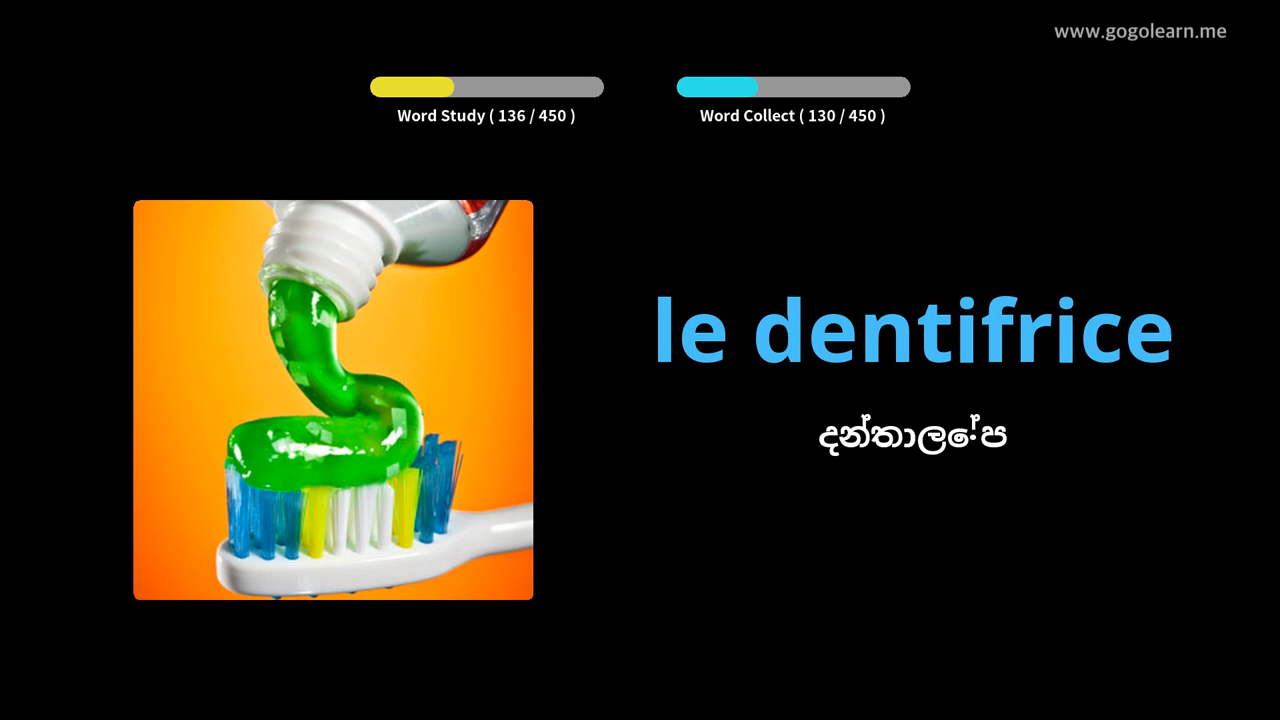 www.gogolearn.me
Word Study ( 136 / 450 )
Word Collect ( 130 / 450 )
le dentifrice
දන්තාලේප